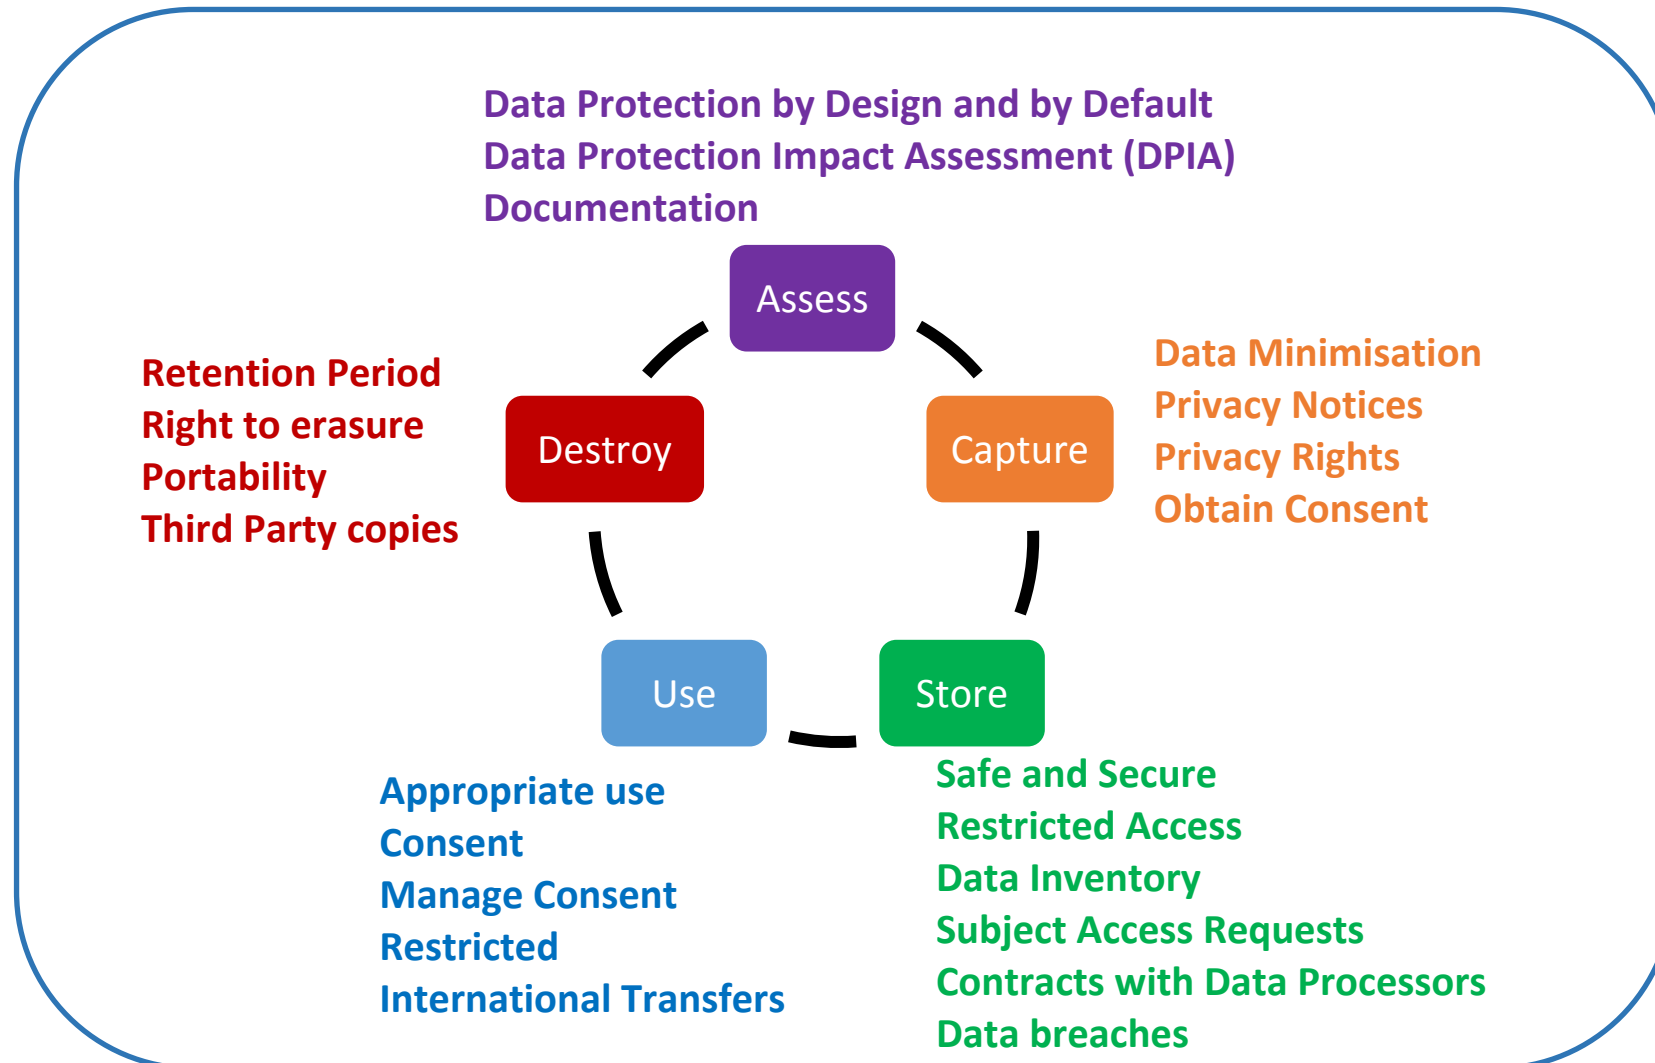 Data Protection by Design and by Default
Data Protection Impact Assessment (DPIA)
Documentation
Assess
Retention Period
Right to erasure
Portability
Third Party copies
Destroy
Capture
Data Minimisation
Privacy Notices
Privacy Rights
Obtain Consent
Use
Store
Appropriate use
Consent
Manage Consent
Restricted
International Transfers
Safe and Secure
Restricted Access
Data Inventory
Subject Access Requests
Contracts with Data Processors
Data breaches